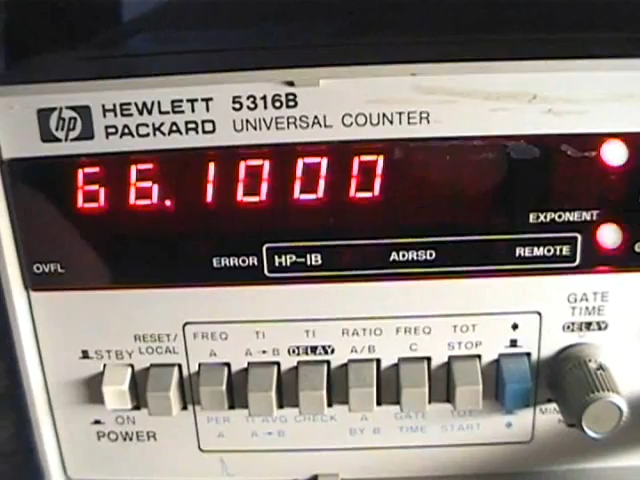 hp HEWLETT PACKARD 5316B
UNIVERSAL COUNTER
66.1000
EXPONENT
OVFL ERROR HP-IB ADRSD REMOTE
GATE TIME
DELAY
STBY RESET/LOCAL FREQ A TI A→B TI DELAY RATIO A/B FREQ C TOT STOP
ON PER A TI AVG A→B CHECK A BY B GATE TIME TOT START
POWER
MIN